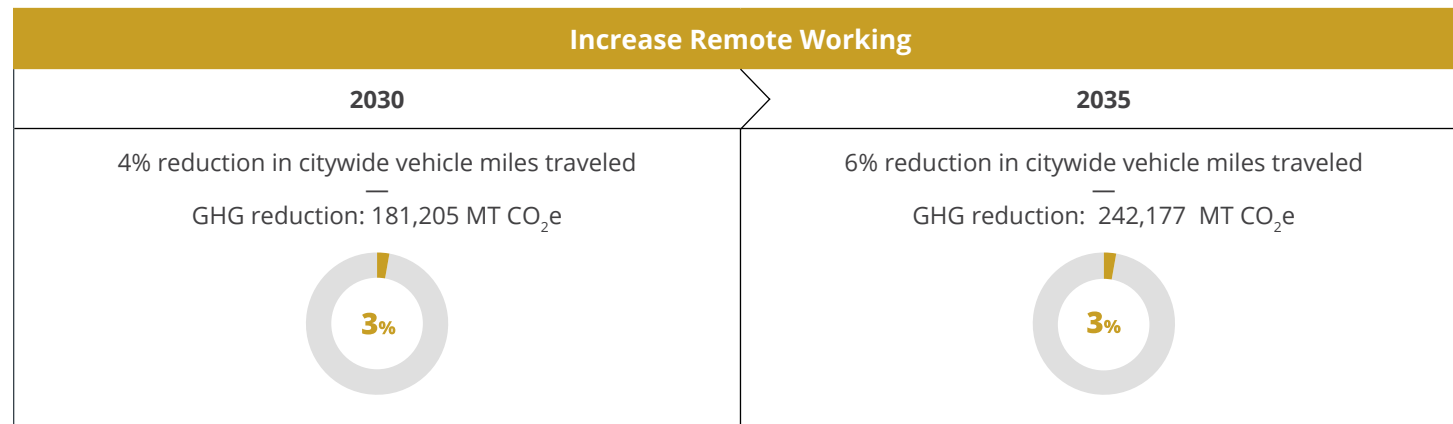 Increase Remote Working
2030
2035
4% reduction in citywide vehicle miles traveled
—
GHG reduction: 181,205 MT CO₂e
3%
6% reduction in citywide vehicle miles traveled
—
GHG reduction: 242,177 MT CO₂e
3%